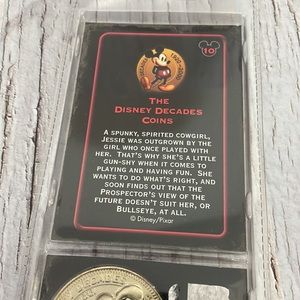 10
THE
DISNEY DECADES
COINS
A SPUNKY, SPIRITED COWGIRL,
JESSIE WAS OUTGROWN BY THE
GIRL WHO ONCE PLAYED WITH
HER. THAT'S WHY SHE'S A LITTLE
GUN-SHY WHEN IT COMES TO
PLAYING AND HAVING FUN. SHE
WANTS TO DO WHAT'S RIGHT, AND
SOON FINDS OUT THAT THE
PROSPECTOR'S VIEW OF THE
FUTURE DOESN'T SUIT HER, OR
BULLSEYE, AT ALL.
© Disney/Pixar
DECADES